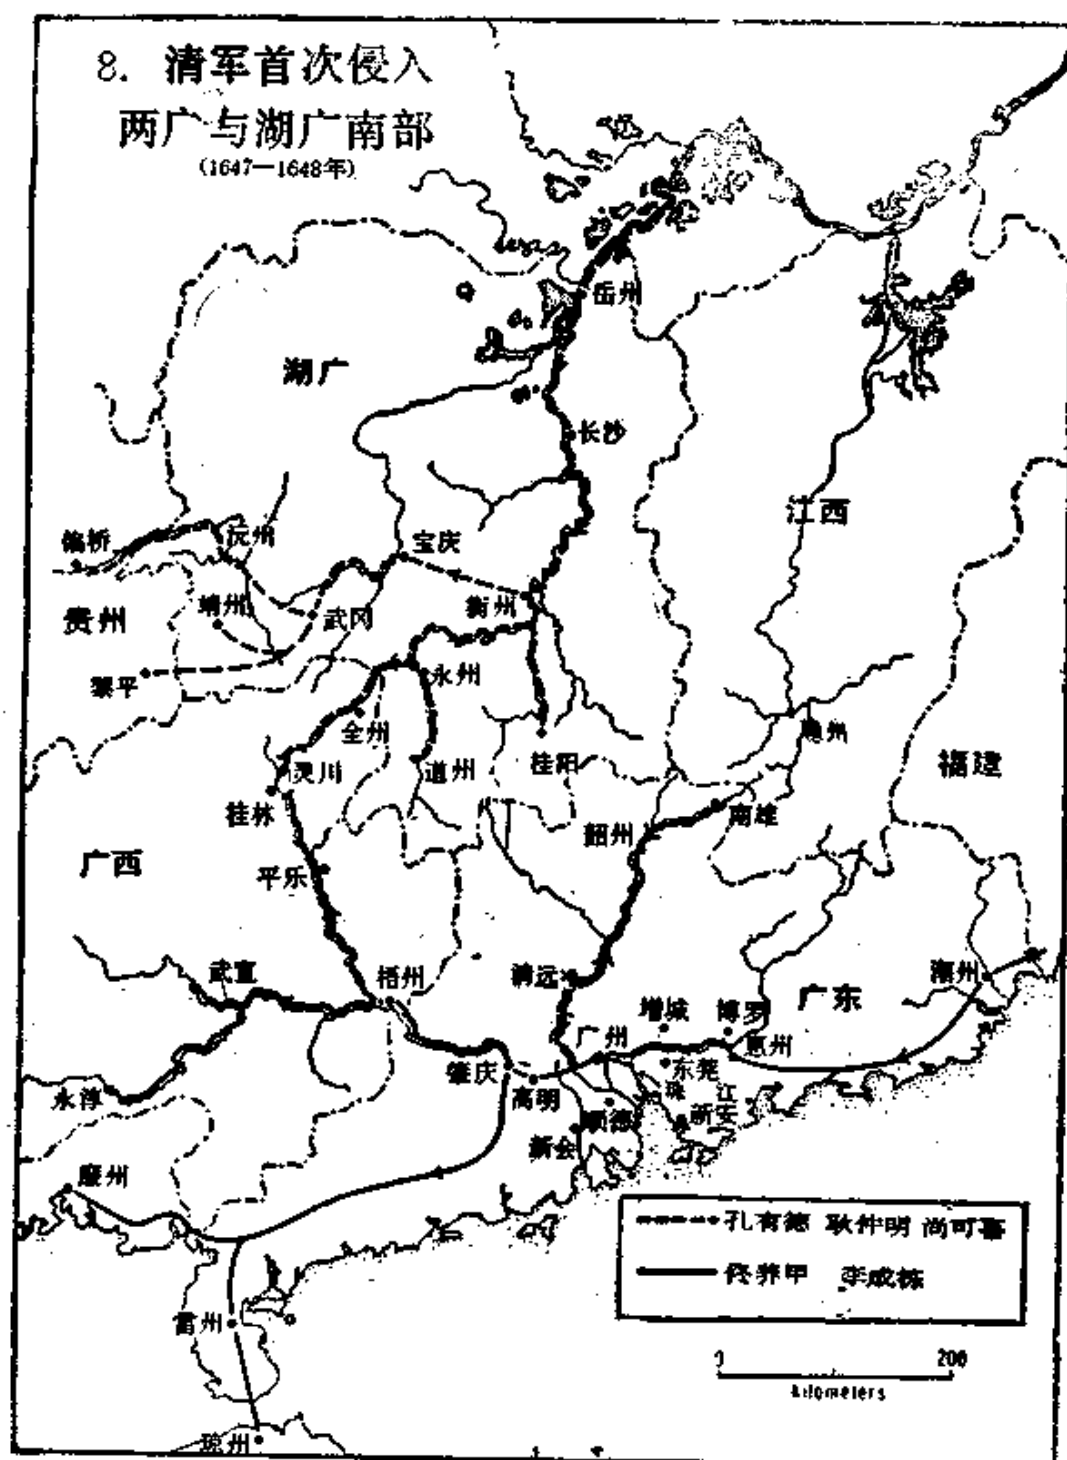 8. 清军首次侵入
两广与湖广南部
(1647—1648年)
岳州
湖广
长沙
江西
偏桥
沅州
宝庆
衡州
贵州
靖州
武冈
永州
黎平
全州
灵川
道州
桂阳
福建
桂林
韶州
南雄
广西
平乐
武宣
梧州
清远
广东
潮州
增城
博罗
广州
惠州
肇庆
东莞
永淳
高明
珠
江
顺德
新安
新会
廉州
孔有德 耿仲明 尚可喜
佟养甲 李成栋
雷州
0 200
kilometers
琼州